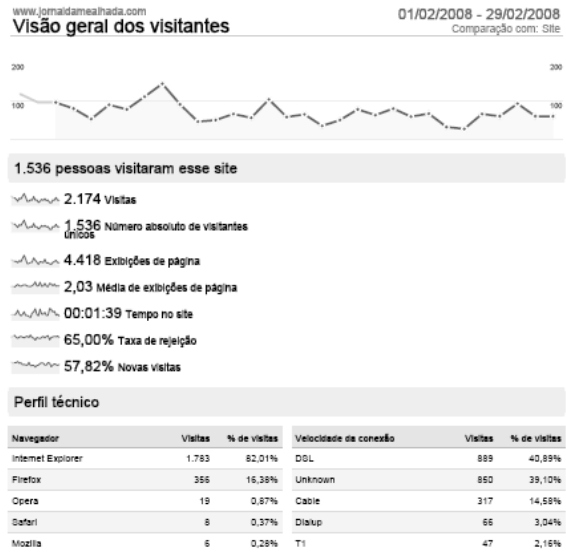 www.jornaldamealhada.com
Visão geral dos visitantes
01/02/2008 - 29/02/2008
Comparação com: Site
200 200
100 100
1.536 pessoas visitaram esse site
2.174 Visitas
1.536 Número absoluto de visitantes
únicos
4.418 Exibições de página
2,03 Média de exibições de página
00:01:39 Tempo no site
65,00% Taxa de rejeição
57,82% Novas visitas
Perfil técnico
Navegador Visitas % de visitas Velocidade da conexão Visitas % de visitas
Internet Explorer 1.783 82,01% DSL 889 40,89%
Firefox 356 16,38% Unknown 850 39,10%
Opera 19 0,87% Cable 317 14,58%
Safari 8 0,37% Dialup 66 3,04%
Mozilla 6 0,28% T1 47 2,16%